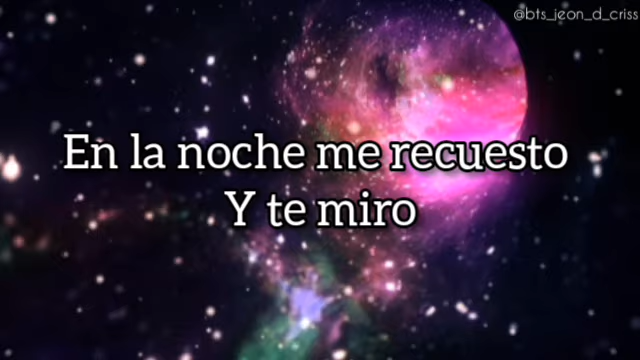 @bts_jeon_d_criss
En la noche me recuesto
Y te miro